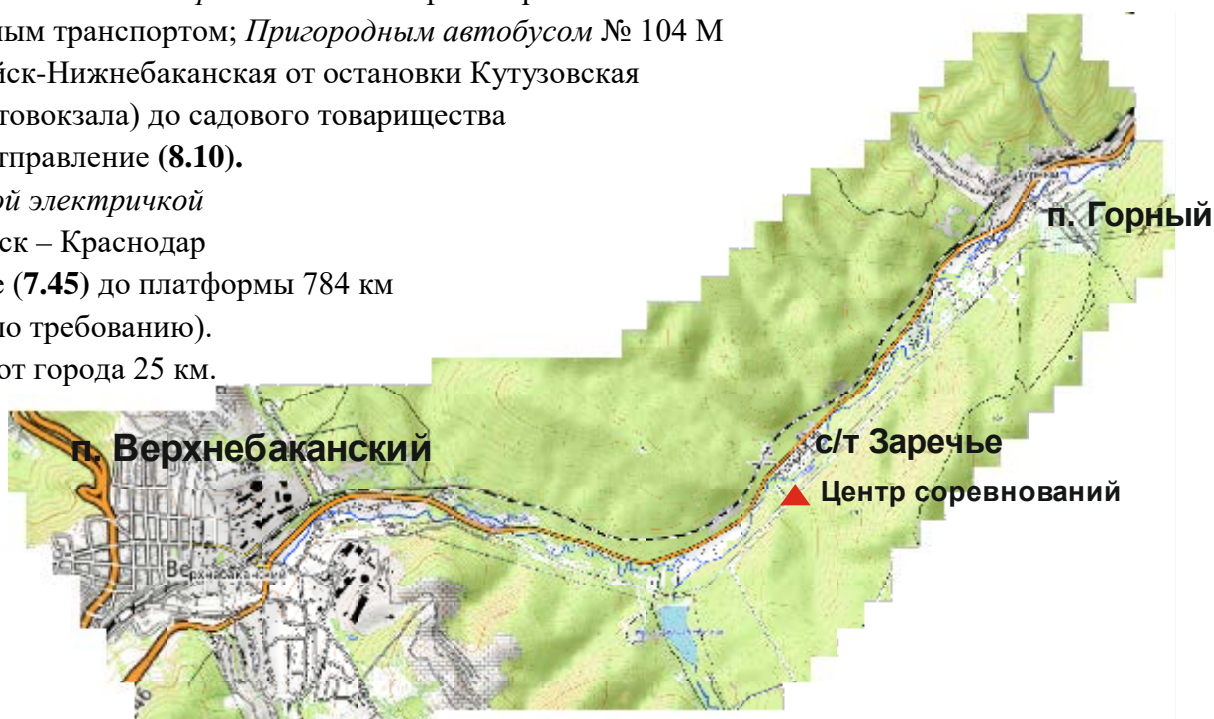 ным транспортом; Пригородным автобусом № 104 М
йск-Нижнебаканская от остановки Кутузовская
товокзала) до садового товарищества
тправление (8.10).
ой электричкой
ск – Краснодар
е (7.45) до платформы 784 км
по требованию).
от города 25 км.
п. Горный
п. Верхнебаканский
с/т Заречье
Центр соревнований
Верхнебаканский